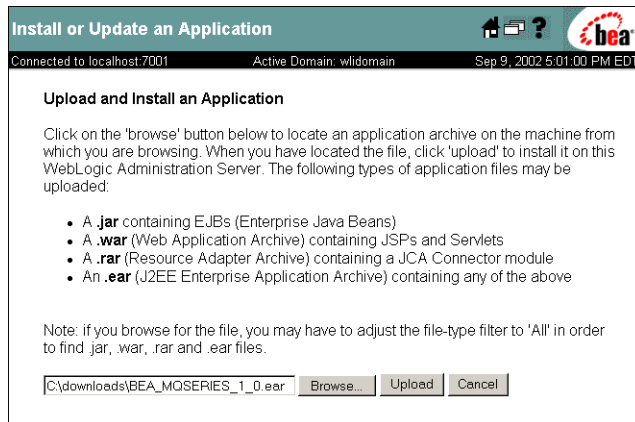 Install or Update an Application
?
bea
Connected to localhost:7001 Active Domain: wlidomain Sep 9, 2002 5:01:00 PM EDT
Upload and Install an Application
Click on the 'browse' button below to locate an application archive on the machine from
which you are browsing. When you have located the file, click 'upload' to install it on this
WebLogic Administration Server. The following types of application files may be
uploaded:
• A .jar containing EJBs (Enterprise Java Beans)
• A .war (Web Application Archive) containing JSPs and Servlets
• A .rar (Resource Adapter Archive) containing a JCA Connector module
• An .ear (J2EE Enterprise Application Archive) containing any of the above
Note: if you browse for the file, you may have to adjust the file-type filter to 'All' in order
to find .jar, .war, .rar and .ear files.
C:\downloads\BEA_MQSERIES_1_0.ear Browse... Upload Cancel